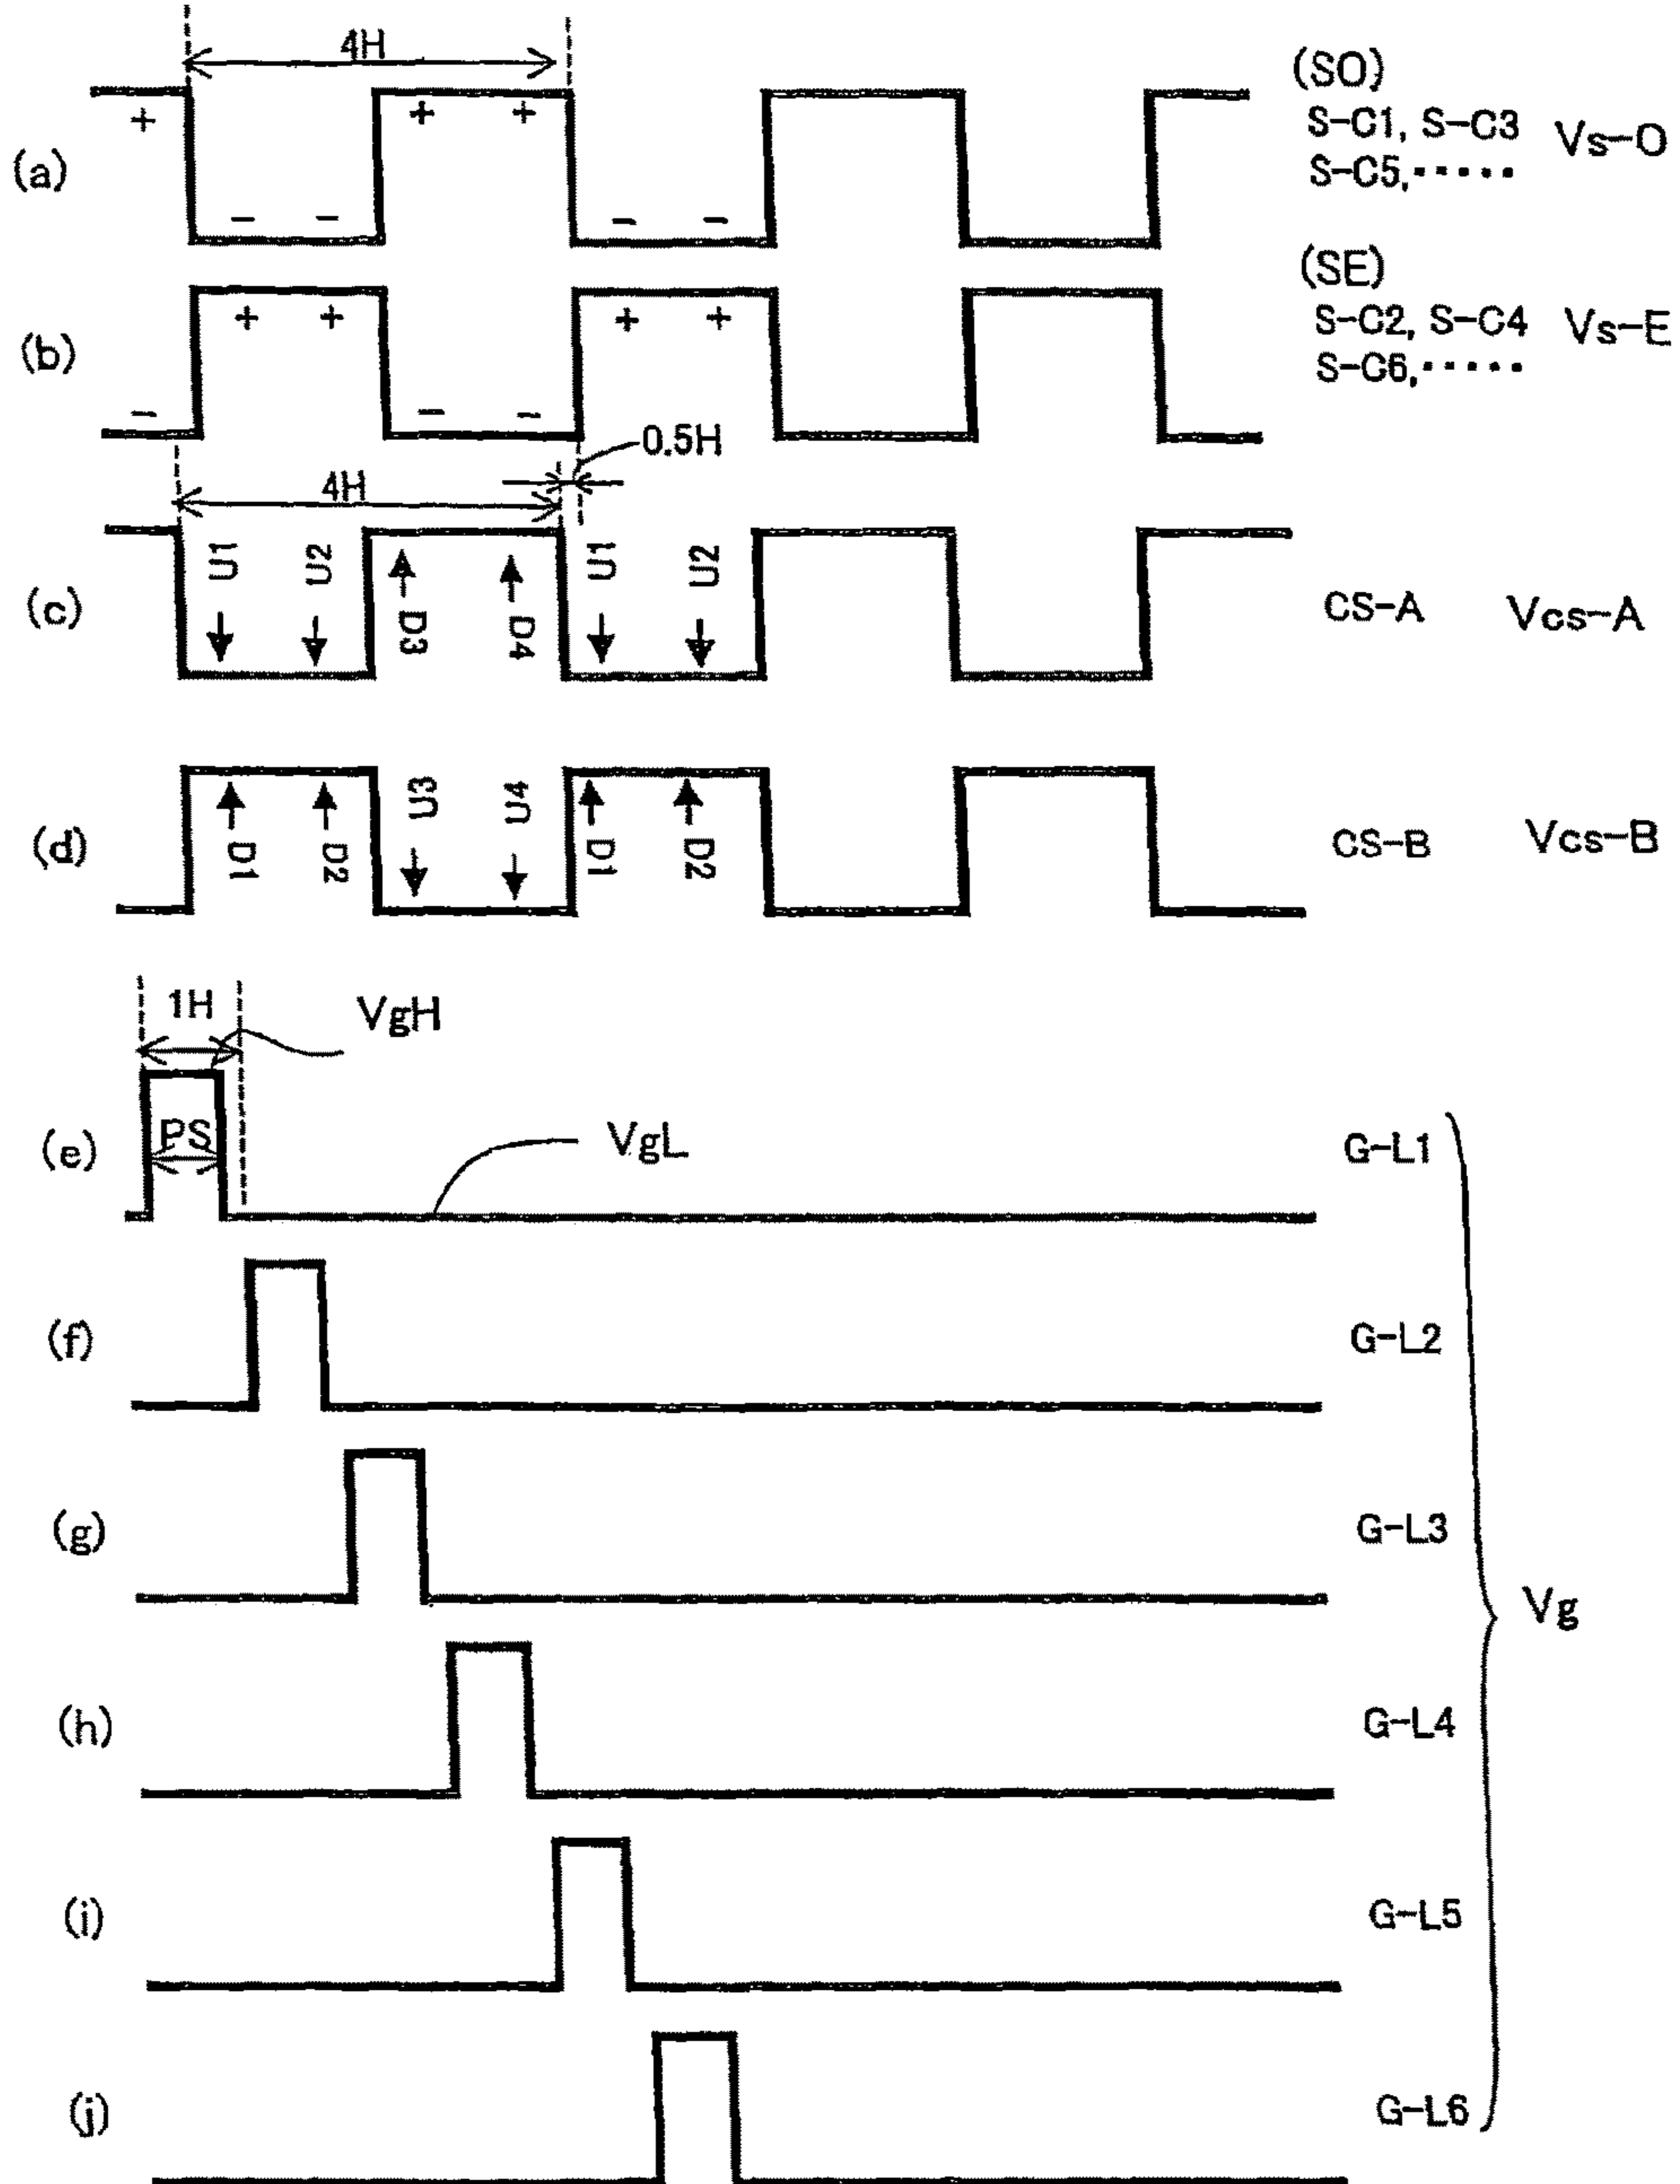 4H
(SO)
S-C1, S-C3
S-C5,·····
Vs-O
+
+ +
(a)
− −
− −
(SE)
S-C2, S-C4
S-C6,·····
Vs-E
+ +
+ +
(b)
−
− −
0.5H
4H
(c)
U1
U2
D3
D4
U1
U2
CS-A
Vcs-A
(d)
D1
D2
U3
U4
D1
D2
CS-B
Vcs-B
1H
VgH
(e)
PS
VgL
G-L1
(f)
G-L2
(g)
G-L3
Vg
(h)
G-L4
(i)
G-L5
(j)
G-L6